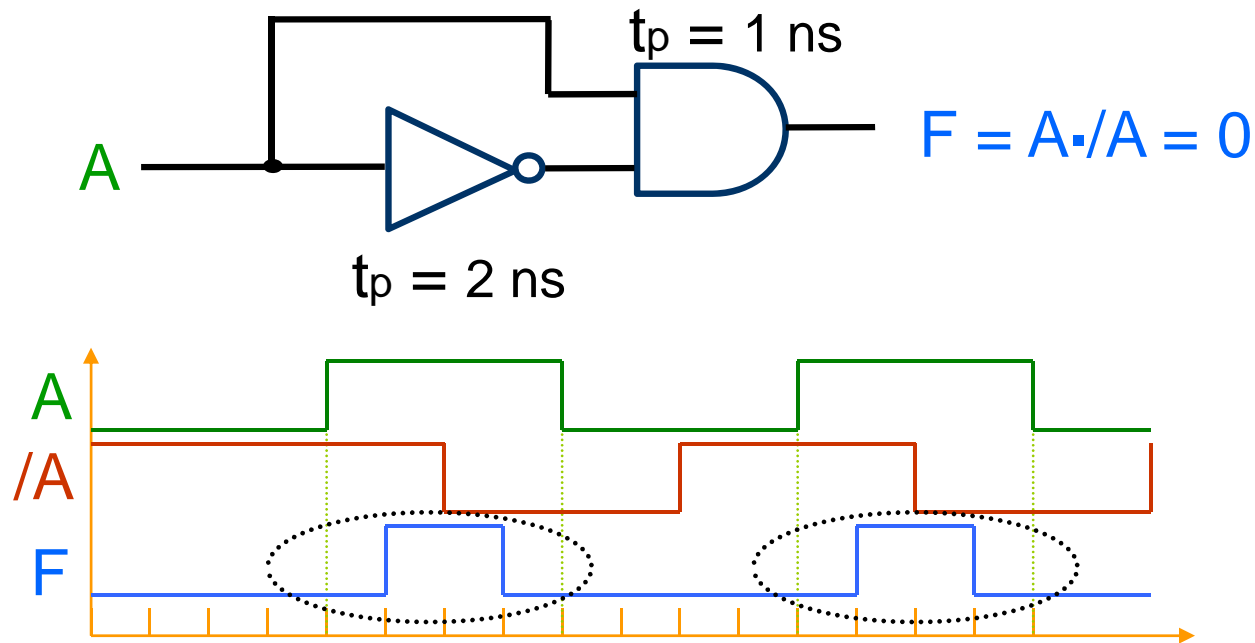 tp = 1 ns
A
F = A·/A = 0
tp = 2 ns
A
/A
F